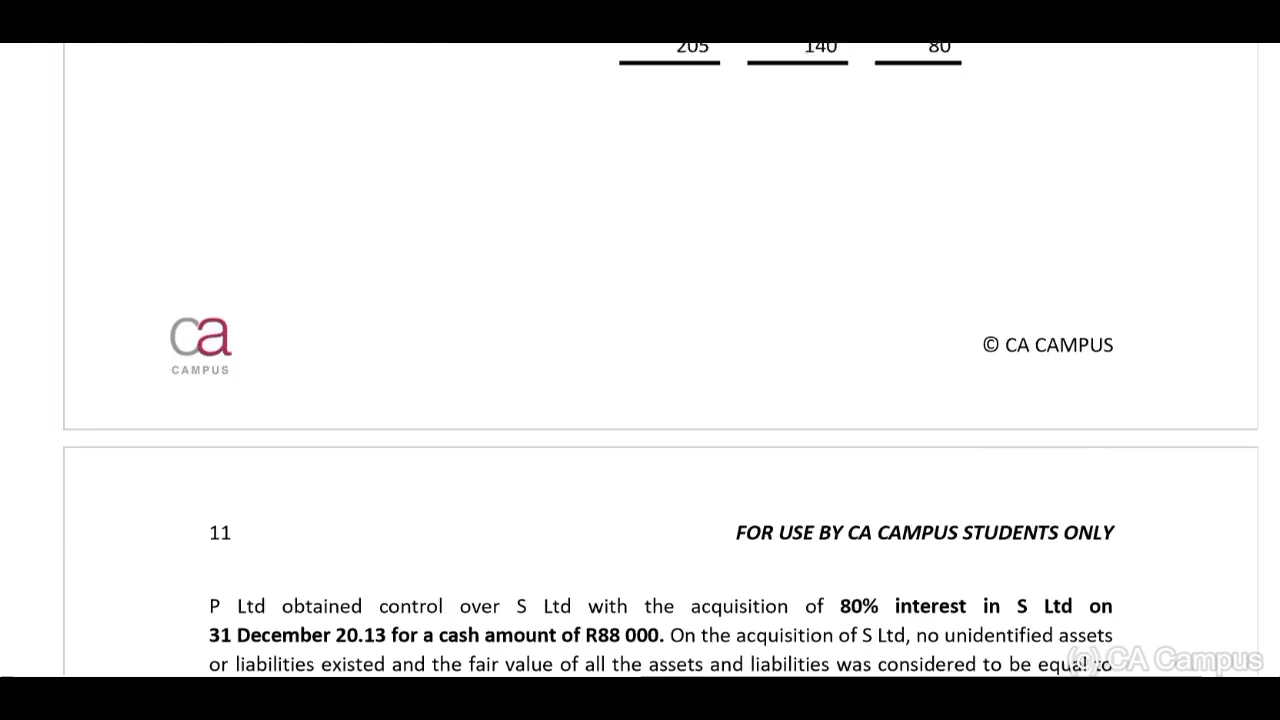 205 140 80
ca
CAMPUS
© CA CAMPUS
11 FOR USE BY CA CAMPUS STUDENTS ONLY
P Ltd obtained control over S Ltd with the acquisition of 80% interest in S Ltd on
31 December 20.13 for a cash amount of R88 000. On the acquisition of S Ltd, no unidentified assets
or liabilities existed and the fair value of all the assets and liabilities was considered to be equal to
(c) CA Campus